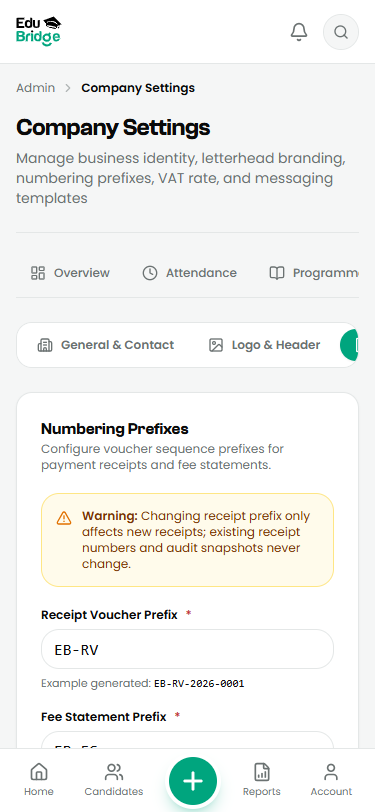 Edu
Bridge
Admin > Company Settings
Company Settings
Manage business identity, letterhead branding,
numbering prefixes, VAT rate, and messaging
templates
Overview Attendance Programm
General & Contact Logo & Header
Numbering Prefixes
Configure voucher sequence prefixes for
payment receipts and fee statements.
Warning: Changing receipt prefix only
affects new receipts; existing receipt
numbers and audit snapshots never
change.
Receipt Voucher Prefix *
EB-RV
Example generated: EB-RV-2026-0001
Fee Statement Prefix *
Home Candidates Reports Account